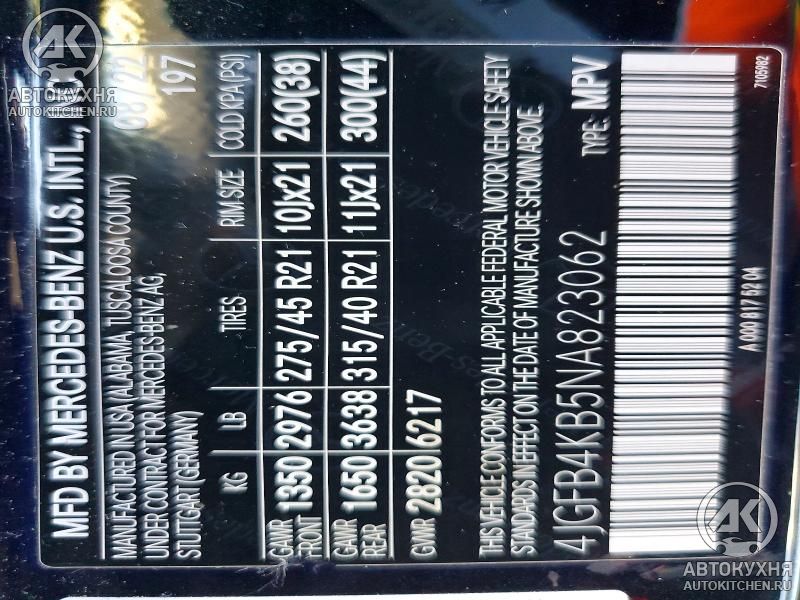 MFD BY MERCEDES-BENZ U.S. INTL.,
MANUFACTURED IN USA (ALABAMA, TUSCALOOSA COUNTY)
UNDER CONTRACT FOR MERCEDES-BENZ AG,
STUTTGART (GERMANY)
197
KG LB TIRES RIM-SIZE COLD KPA (PSI)
GAWR FRONT 1350 2976 275/45 R21 10Jx21 260(38)
GAWR REAR 1650 3638 315/40 R21 11Jx21 300(44)
GVWR 2820 6217
THIS VEHICLE CONFORMS TO ALL APPLICABLE FEDERAL MOTOR VEHICLE SAFETY
STANDARDS IN EFFECT ON THE DATE OF MANUFACTURE SHOWN ABOVE.
4JGFB4KB5NA823062 TYPE: MPV
A 000 817 62 04
7105982
АК
АВТОКУХНЯ
AUTOKITCHEN.RU
АК
АВТОКУХНЯ
AUTOKITCHEN.RU